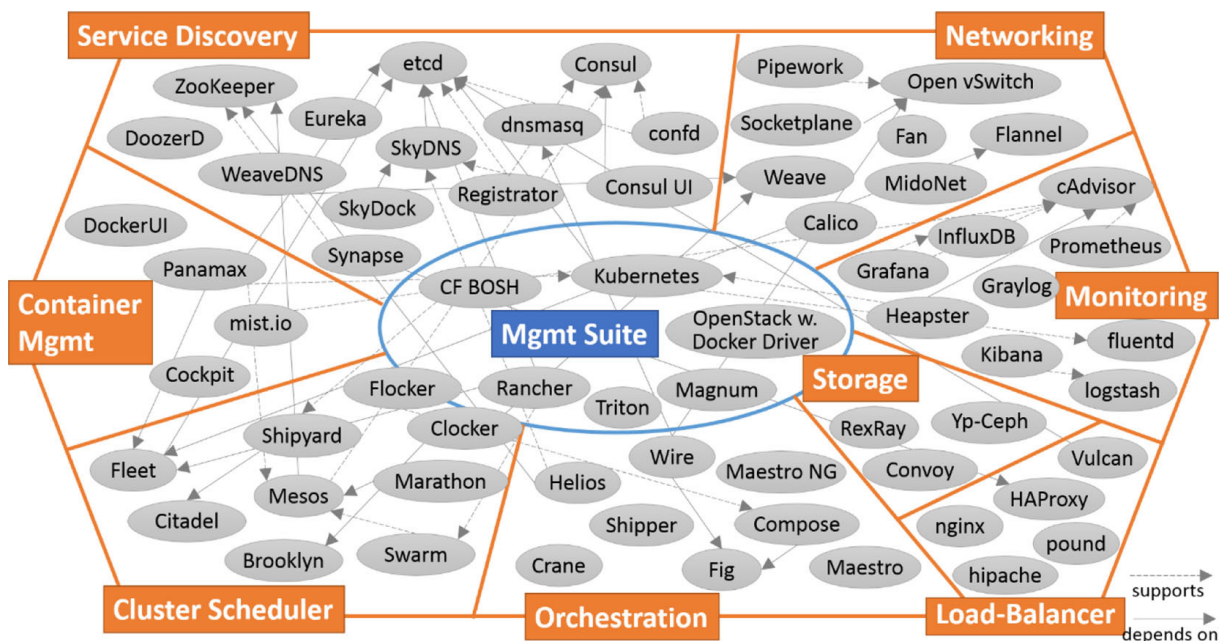 Service Discovery
Networking
etcd
Consul
Pipework
Open vSwitch
ZooKeeper
Eureka
dnsmasq
confd
Socketplane
Fan
Flannel
DoozerD
SkyDNS
WeaveDNS
Registrator
Consul UI
Weave
MidoNet
cAdvisor
SkyDock
Calico
DockerUI
InfluxDB
Prometheus
Synapse
Panamax
CF BOSH
Kubernetes
Grafana
Graylog
Monitoring
Container
Mgmt
mist.io
Mgmt Suite
OpenStack w.
Docker Driver
Heapster
fluentd
Kibana
Cockpit
Flocker
Rancher
Magnum
Storage
logstash
Triton
Shipyard
Clocker
RexRay
Yp-Ceph
Fleet
Wire
Vulcan
Mesos
Marathon
Helios
Maestro NG
Convoy
HAProxy
Citadel
Shipper
Compose
nginx
pound
Brooklyn
Swarm
Crane
Fig
Maestro
hipache
supports
Cluster Scheduler
Orchestration
Load-Balancer
depends on